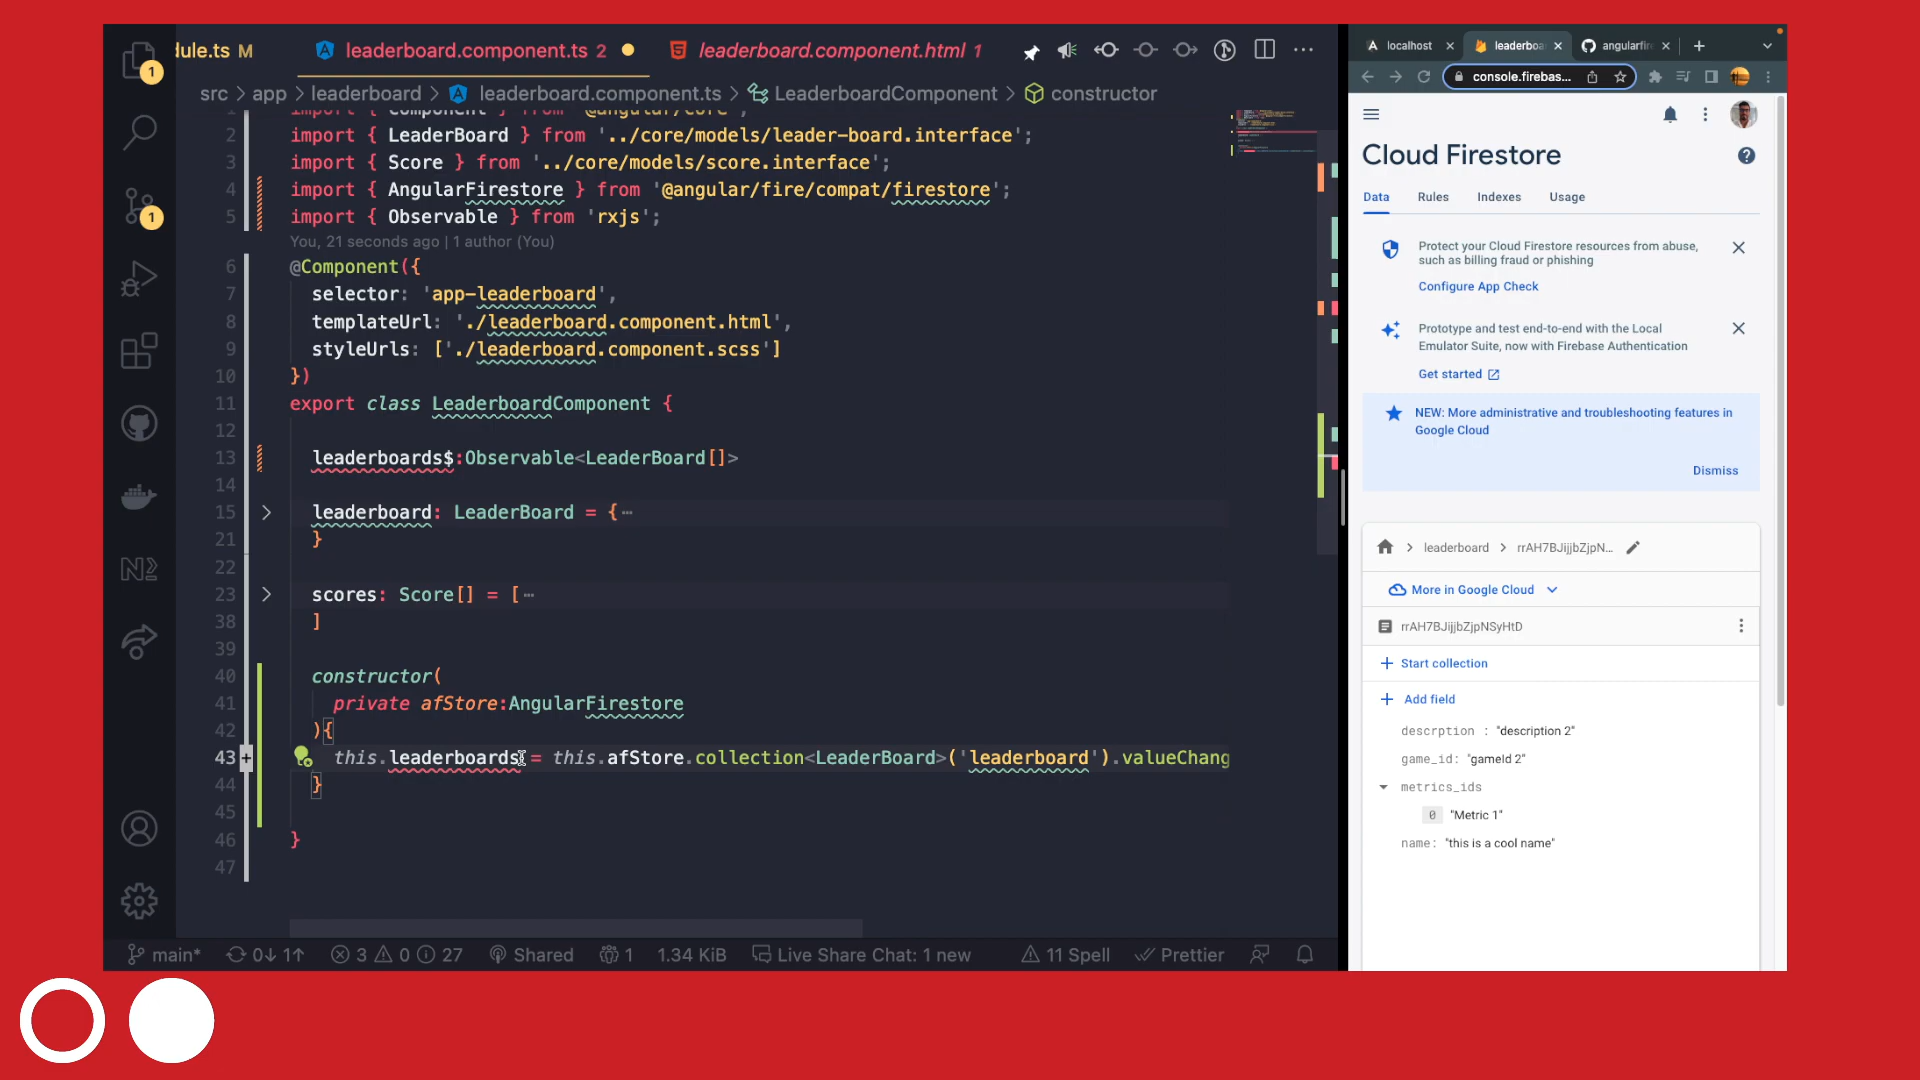 dule.ts M
leaderboard.component.ts 2
leaderboard.component.html 1
src > app > leaderboard > leaderboard.component.ts > LeaderboardComponent > constructor
2 import { LeaderBoard } from '../core/models/leader-board.interface';
3 import { Score } from '../core/models/score.interface';
4 import { AngularFirestore } from '@angular/fire/compat/firestore';
5 import { Observable } from 'rxjs';
You, 21 seconds ago | 1 author (You)
6 @Component({
7 selector: 'app-leaderboard',
8 templateUrl: './leaderboard.component.html',
9 styleUrls: ['./leaderboard.component.scss']
10 })
11 export class LeaderboardComponent {
12
13 leaderboards$:Observable<LeaderBoard[]>
14
15 leaderboard: LeaderBoard = {⋯
21 }
22
23 scores: Score[] = [⋯
38 ]
39
40 constructor(
41 private afStore:AngularFirestore
42 ){
43 this.leaderboards = this.afStore.collection<LeaderBoard>('leaderboard').valueChang
44 }
45
46 }
47
1
1
main* 0↓ 1↑ 3 0 27 Shared 1 1.34 KiB Live Share Chat: 1 new 11 Spell Prettier
localhost
leaderboa
angularfir
console.firebas...
Cloud Firestore
Data Rules Indexes Usage
Protect your Cloud Firestore resources from abuse,
such as billing fraud or phishing
Configure App Check
Prototype and test end-to-end with the Local
Emulator Suite, now with Firebase Authentication
Get started
NEW: More administrative and troubleshooting features in
Google Cloud
Dismiss
leaderboard > rrAH7BJijjbZjpN...
More in Google Cloud
rrAH7BJijjbZjpNSyHtD
+ Start collection
+ Add field
descrption : "description 2"
game_id: "gameId 2"
metrics_ids
0 "Metric 1"
name: "this is a cool name"